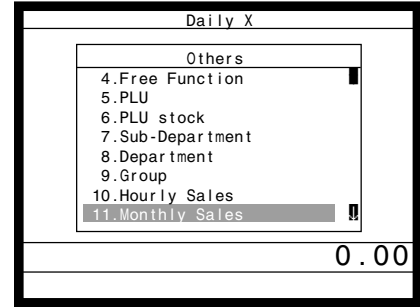 Daily X
Others
4.Free Function
5.PLU
6.PLU stock
7.Sub-Department
8.Department
9.Group
10.Hourly Sales
11.Monthly Sales
0.00